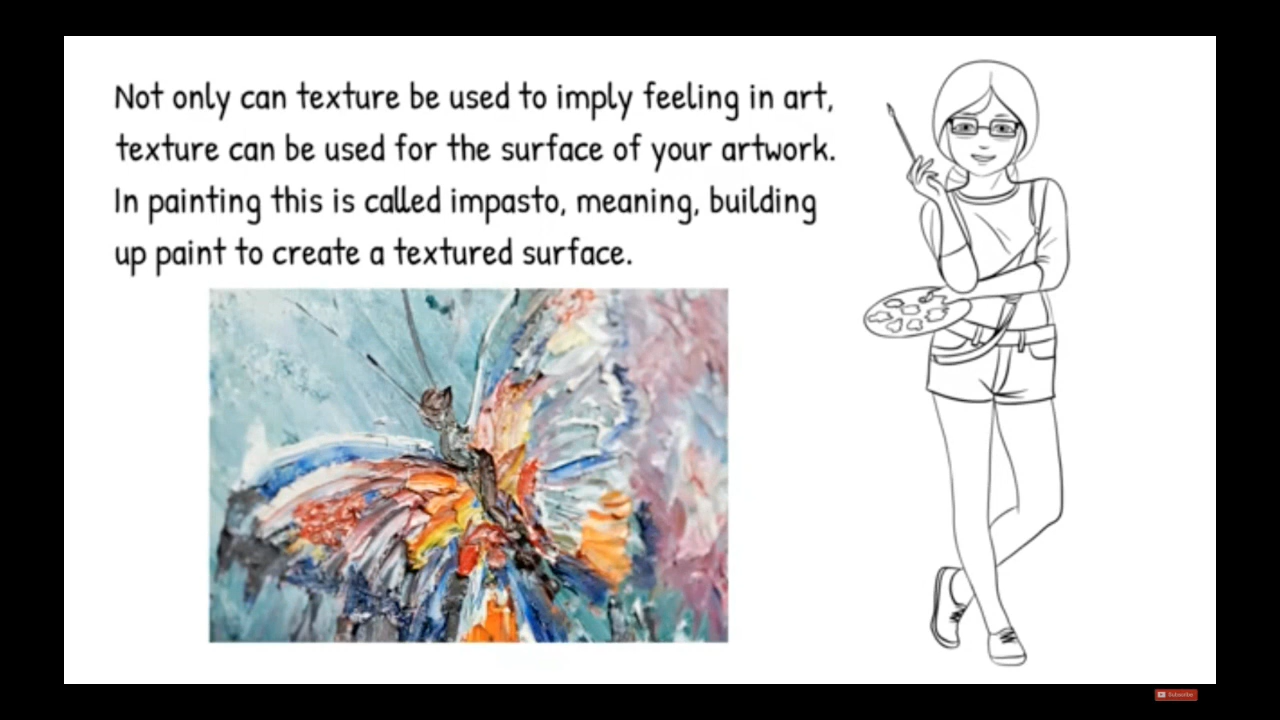 Not only can texture be used to imply feeling in art,
texture can be used for the surface of your artwork.
In painting this is called impasto, meaning, building
up paint to create a textured surface.
Subscribe